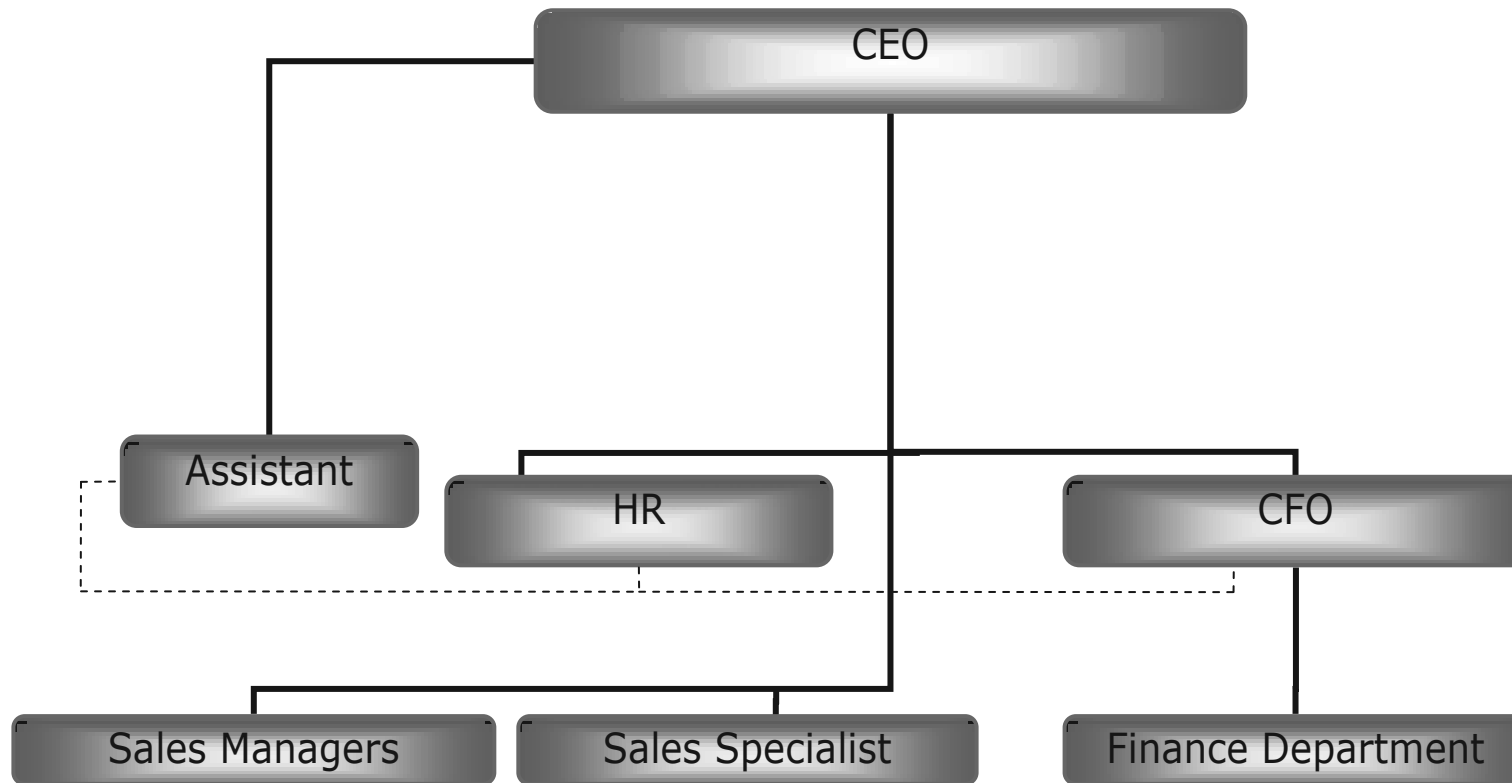 CEO
Assistant
HR
CFO
Sales Managers
Sales Specialist
Finance Department